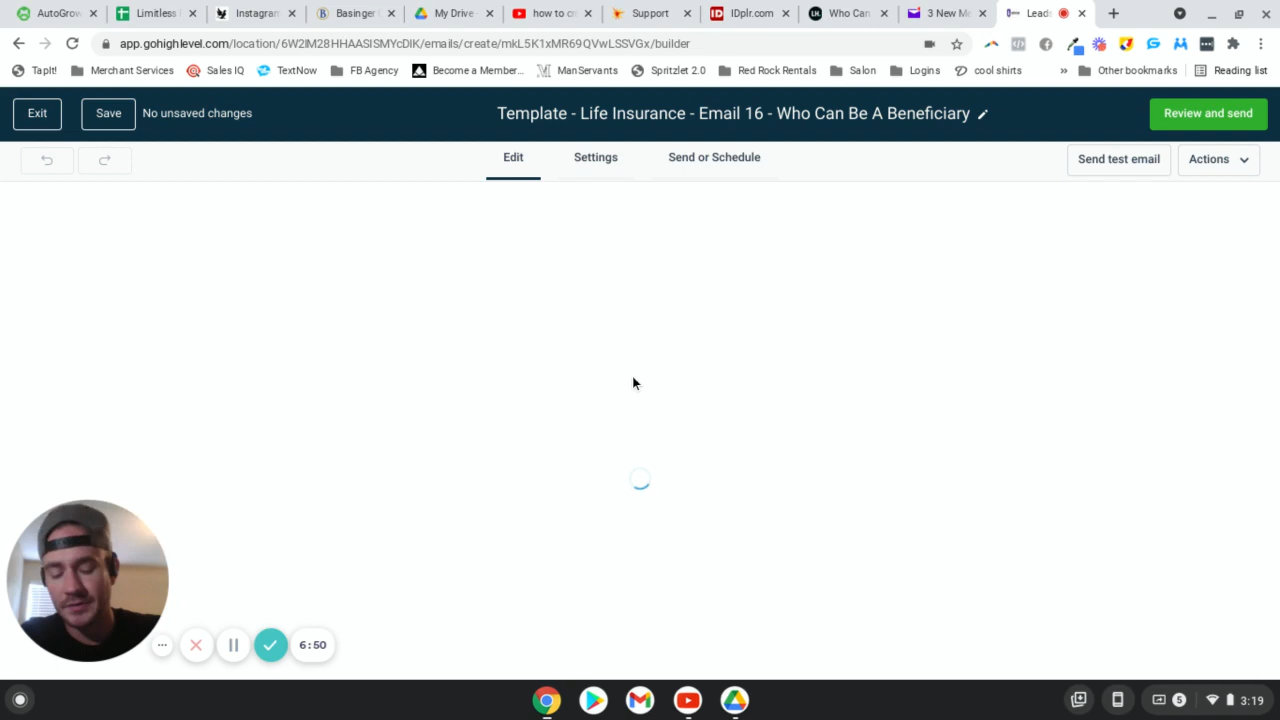 AutoGrow
Limitless
Instagram
Basinger
My Drive -
how to cr
Support
IDplr.com
Who Can
3 New Me
Leads
app.gohighlevel.com/location/6W2IM28HHAASISMYcDIK/emails/create/mkL5K1xMR69QVwLSSVGx/builder
TapIt!
Merchant Services
Sales IQ
TextNow
FB Agency
Become a Member...
ManServants
Spritzlet 2.0
Red Rock Rentals
Salon
Logins
cool shirts
»
Other bookmarks
Reading list
Exit
Save
No unsaved changes
Template - Life Insurance - Email 16 - Who Can Be A Beneficiary
Review and send
Edit
Settings
Send or Schedule
Send test email
Actions
6:50
5
3:19